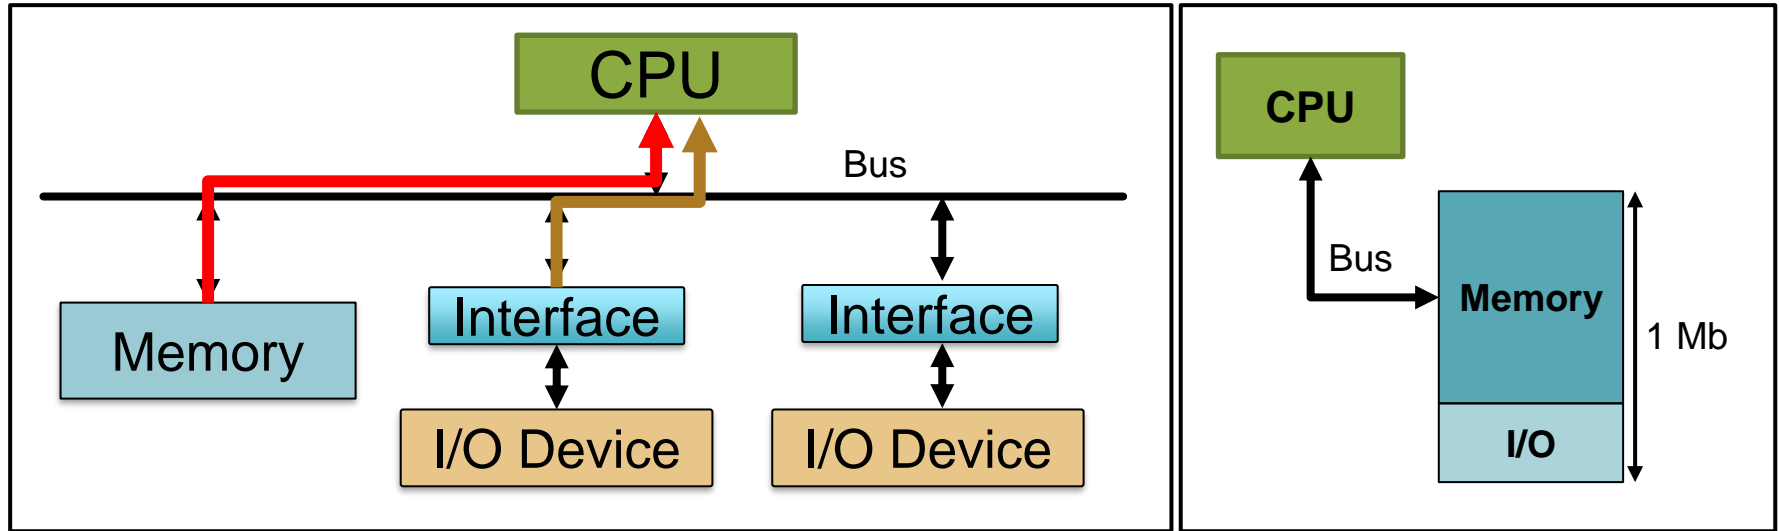 CPU
Bus
Memory
Interface
Interface
I/O Device
I/O Device
CPU
Bus
Memory
1 Mb
I/O